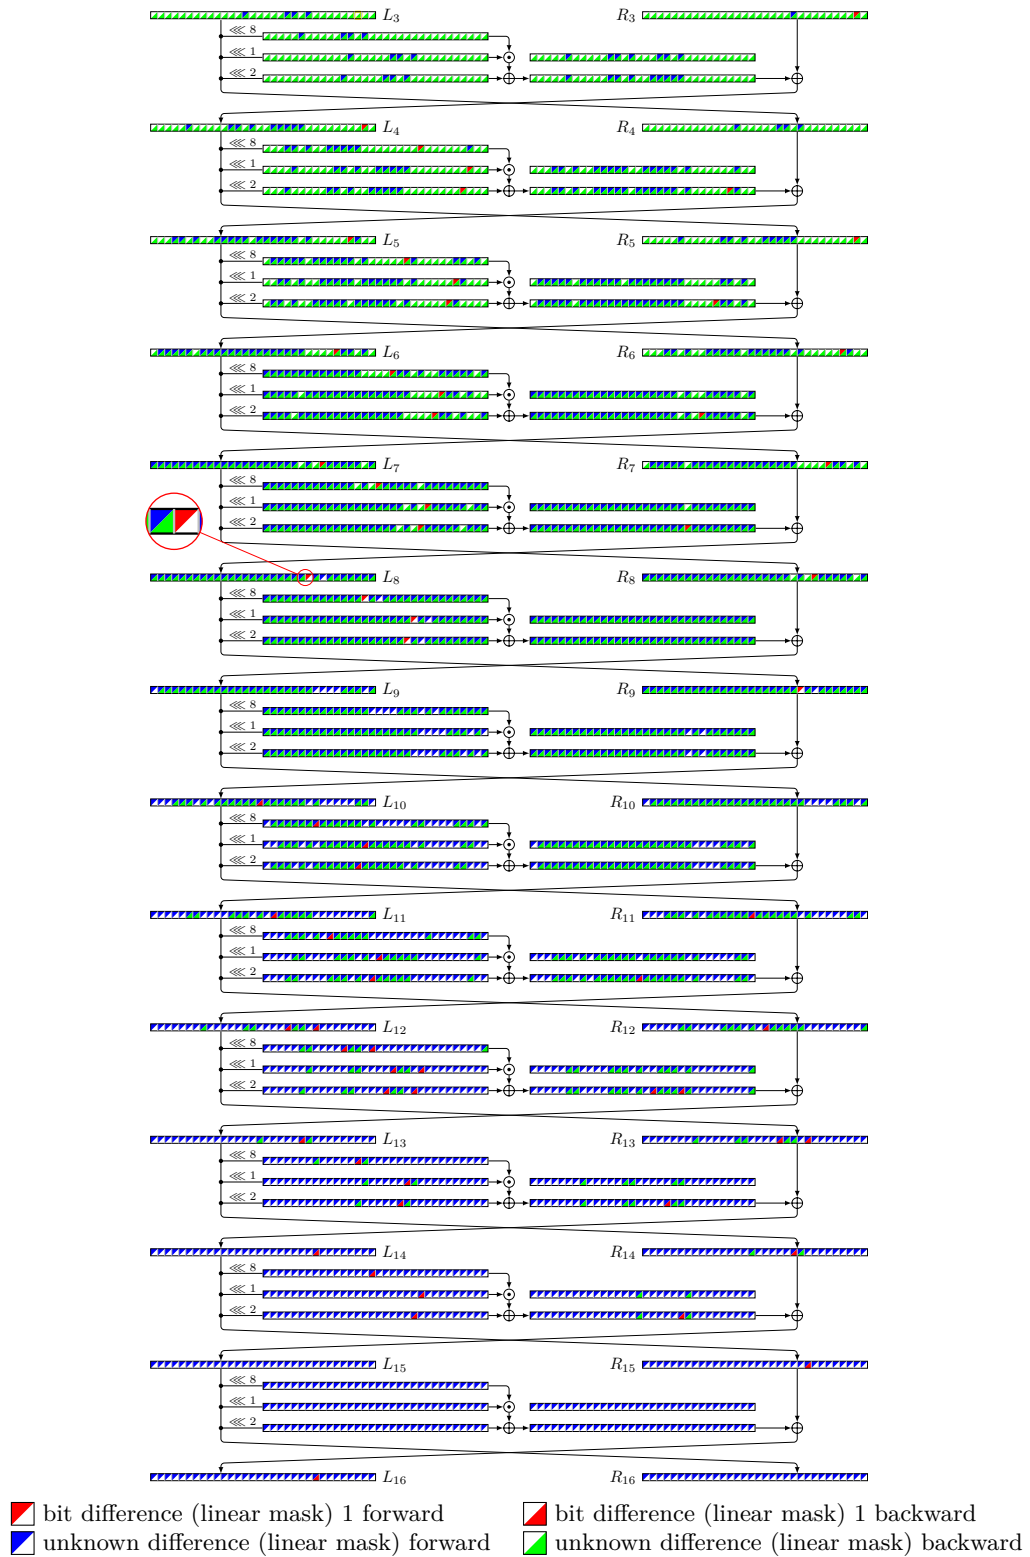 L3 R3
⋘ 8
⋘ 1
⋘ 2
L4 R4
⋘ 8
⋘ 1
⋘ 2
L5 R5
⋘ 8
⋘ 1
⋘ 2
L6 R6
⋘ 8
⋘ 1
⋘ 2
L7 R7
⋘ 8
⋘ 1
⋘ 2
L8 R8
⋘ 8
⋘ 1
⋘ 2
L9 R9
⋘ 8
⋘ 1
⋘ 2
L10 R10
⋘ 8
⋘ 1
⋘ 2
L11 R11
⋘ 8
⋘ 1
⋘ 2
L12 R12
⋘ 8
⋘ 1
⋘ 2
L13 R13
⋘ 8
⋘ 1
⋘ 2
L14 R14
⋘ 8
⋘ 1
⋘ 2
L15 R15
⋘ 8
⋘ 1
⋘ 2
L16 R16
bit difference (linear mask) 1 forward bit difference (linear mask) 1 backward
unknown difference (linear mask) forward unknown difference (linear mask) backward